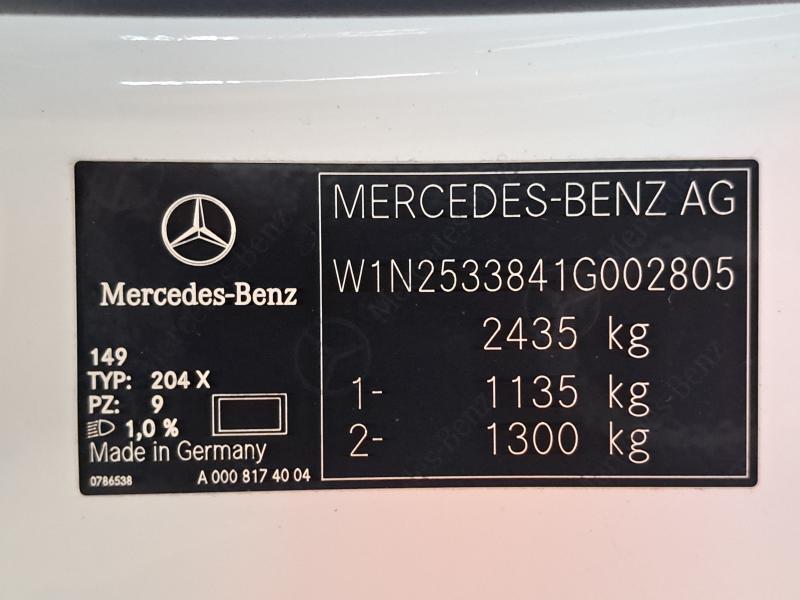 Mercedes-Benz
149
TYP: 204 X
PZ: 9
1,0 %
Made in Germany
0786538 A 000 817 40 04
MERCEDES-BENZ AG
W1N2533841G002805
2435 kg
1- 1135 kg
2- 1300 kg